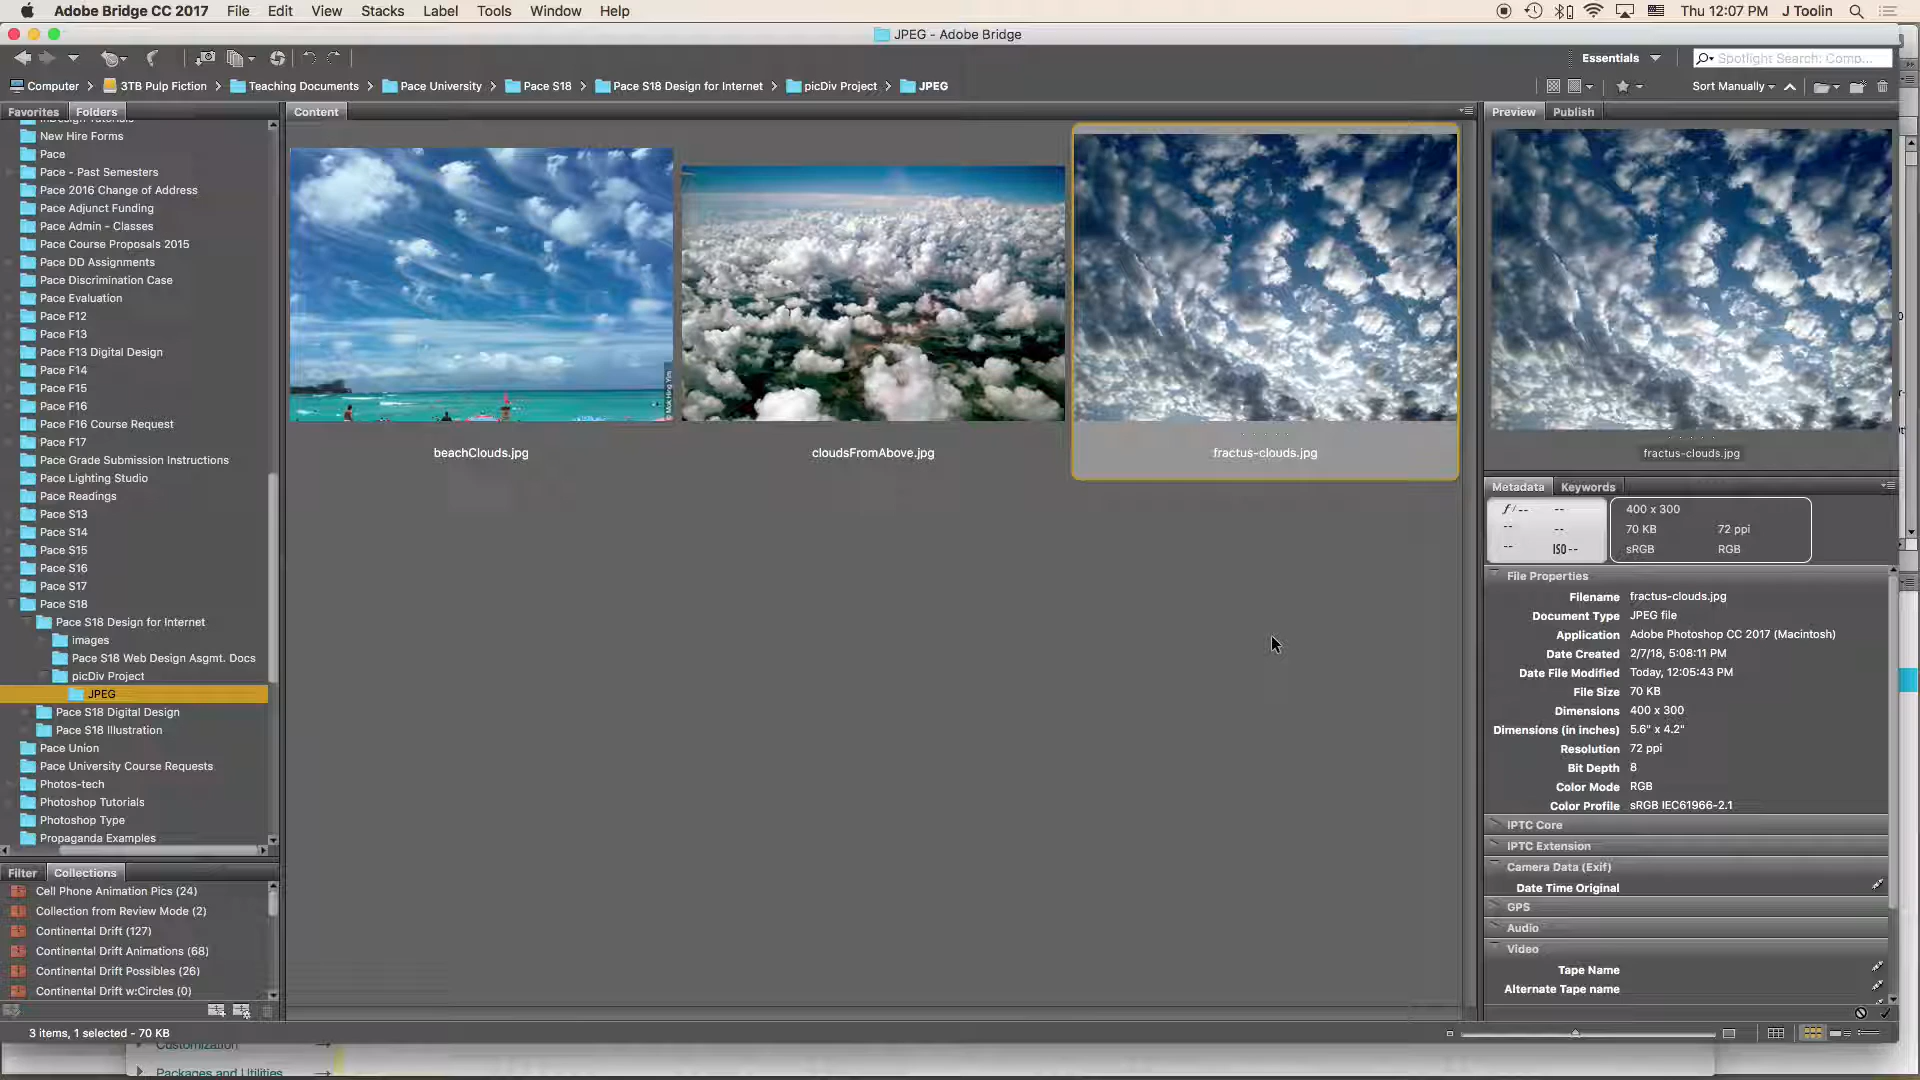 Adobe Bridge CC 2017 File Edit View Stacks Label Tools Window Help Thu 12:07 PM J Toolin
JPEG - Adobe Bridge
Essentials Spotlight Search: Comp...
Computer 3TB Pulp Fiction Teaching Documents Pace University Pace S18 Pace S18 Design for Internet picDiv Project JPEG Sort Manually
Favorites Folders
New Hire Forms
Pace
Pace - Past Semesters
Pace 2016 Change of Address
Pace Adjunct Funding
Pace Admin - Classes
Pace Course Proposals 2015
Pace DD Assignments
Pace Discrimination Case
Pace Evaluation
Pace F12
Pace F13
Pace F13 Digital Design
Pace F14
Pace F15
Pace F16
Pace F16 Course Request
Pace F17
Pace Grade Submission Instructions
Pace Lighting Studio
Pace Readings
Pace S13
Pace S14
Pace S15
Pace S16
Pace S17
Pace S18
Pace S18 Design for Internet
images
Pace S18 Web Design Asgmt. Docs
picDiv Project
JPEG
Pace S18 Digital Design
Pace S18 Illustration
Pace Union
Pace University Course Requests
Photos-tech
Photoshop Tutorials
Photoshop Type
Propaganda Examples
Filter Collections
Cell Phone Animation Pics (24)
Collection from Review Mode (2)
Continental Drift (127)
Continental Drift Animations (68)
Continental Drift Possibles (26)
Continental Drift w:Circles (0)
3 items, 1 selected - 70 KB
Customization
Packages and Utilities
Content
beachClouds.jpg
cloudsFromAbove.jpg
fractus-clouds.jpg
Preview Publish
fractus-clouds.jpg
Metadata Keywords
f/-- --
-- --
-- ISO --
400 x 300
70 KB 72 ppi
sRGB RGB
File Properties
Filename fractus-clouds.jpg
Document Type JPEG file
Application Adobe Photoshop CC 2017 (Macintosh)
Date Created 2/7/18, 5:08:11 PM
Date File Modified Today, 12:05:43 PM
File Size 70 KB
Dimensions 400 x 300
Dimensions (in inches) 5.6" x 4.2"
Resolution 72 ppi
Bit Depth 8
Color Mode RGB
Color Profile sRGB IEC61966-2.1
IPTC Core
IPTC Extension
Camera Data (Exif)
Date Time Original
GPS
Audio
Video
Tape Name
Alternate Tape name